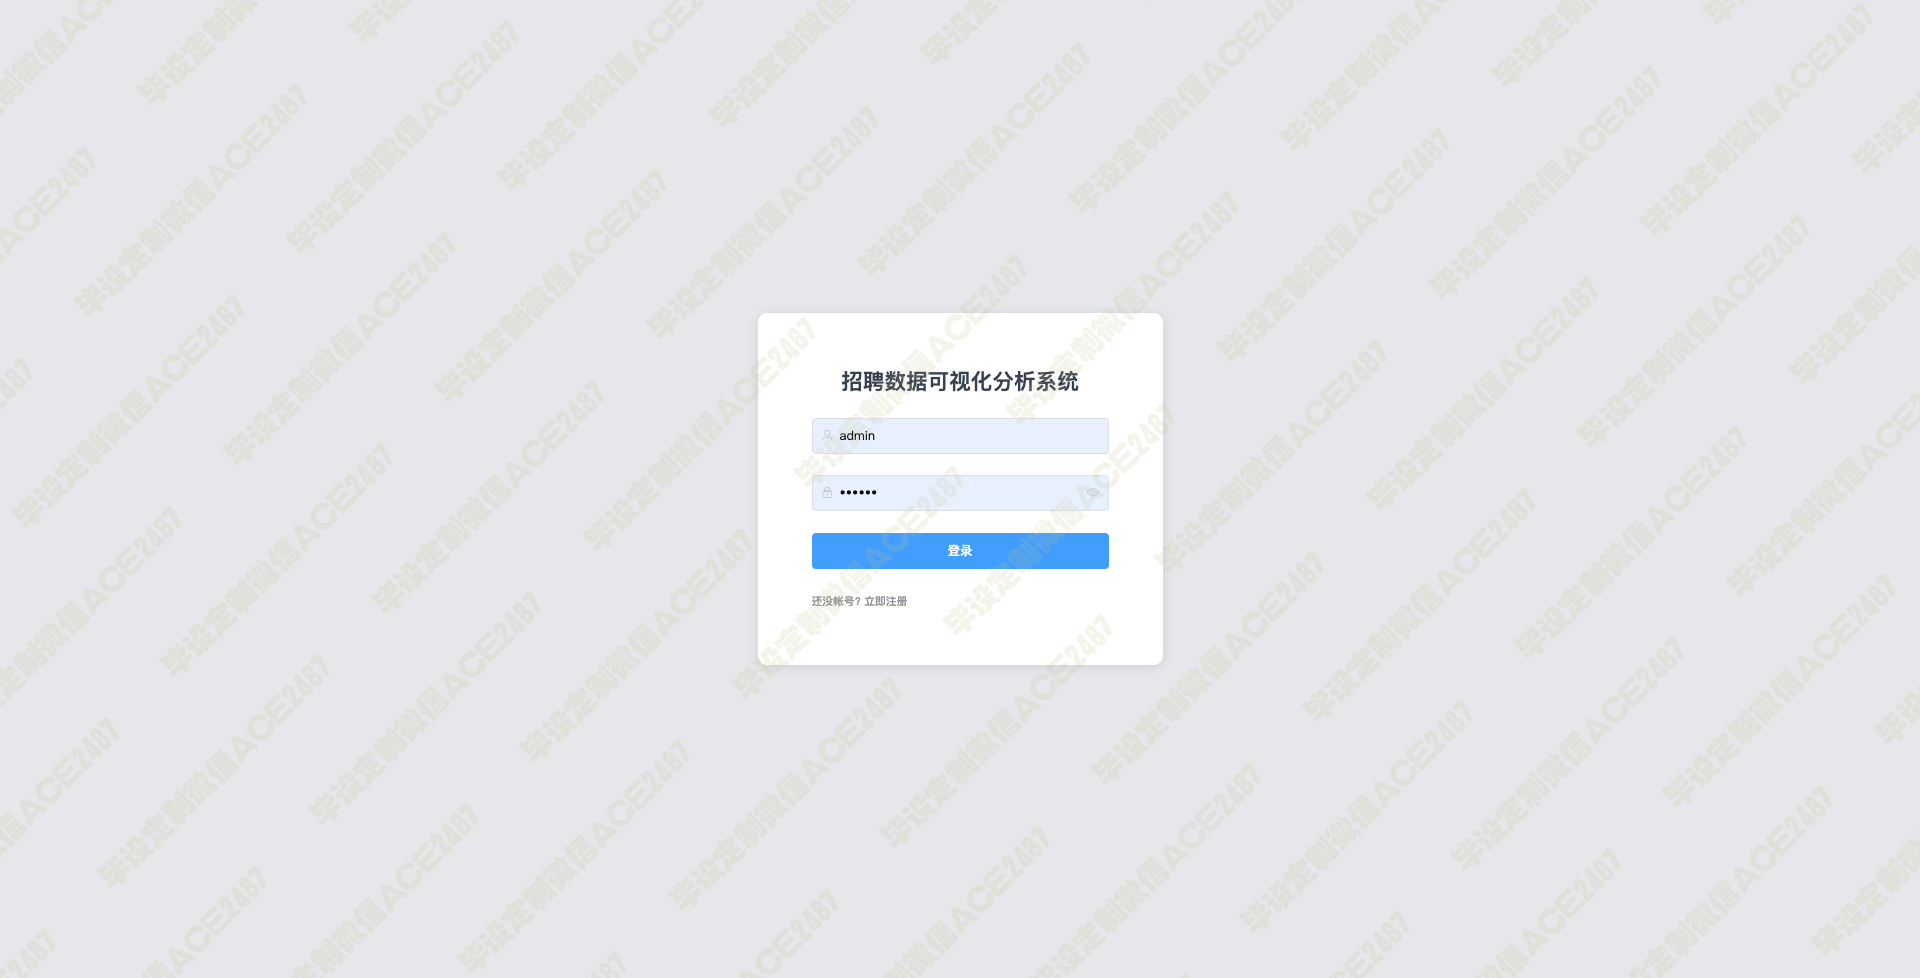 招聘数据可视化分析系统
admin
••••••
登录
还没帐号? 立即注册
毕设定制微信ACE2487